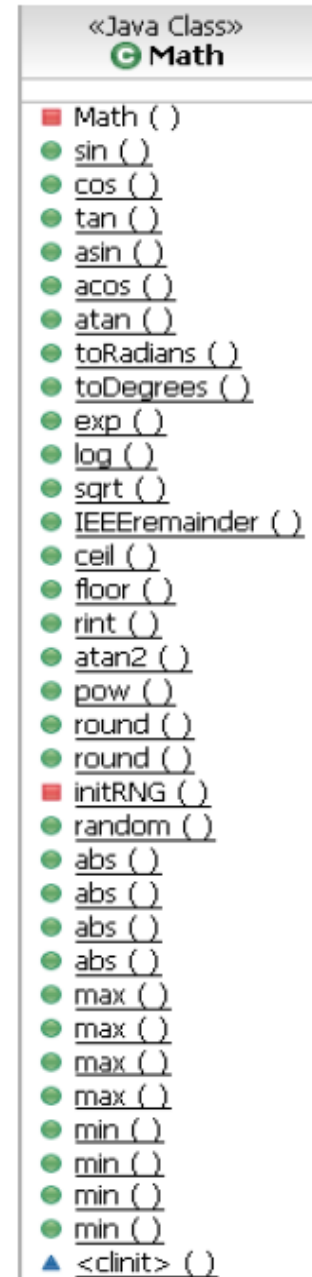 «Java Class»
Math
Math ( )
sin ( )
cos ( )
tan ( )
asin ( )
acos ( )
atan ( )
toRadians ( )
toDegrees ( )
exp ( )
log ( )
sqrt ( )
IEEEremainder ( )
ceil ( )
floor ( )
rint ( )
atan2 ( )
pow ( )
round ( )
round ( )
initRNG ( )
random ( )
abs ( )
abs ( )
abs ( )
abs ( )
max ( )
max ( )
max ( )
max ( )
min ( )
min ( )
min ( )
min ( )
<clinit> ( )